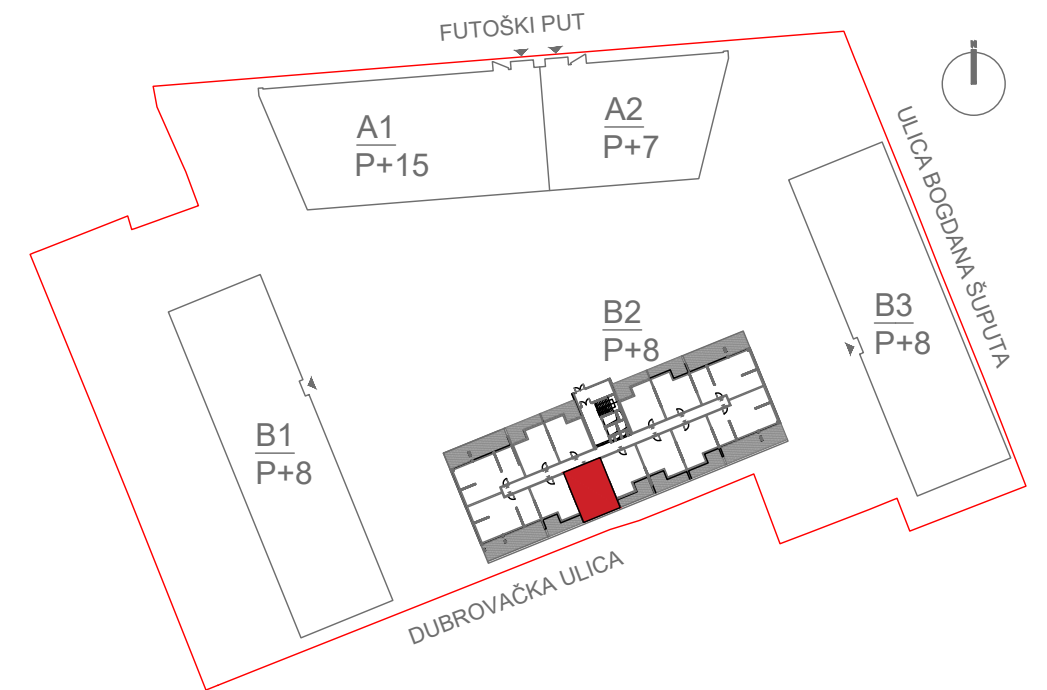 FUTOŠKI PUT
N
A1
P+15
A2
P+7
ULICA BOGDANA ŠUPUTA
B2
P+8
B3
P+8
B1
P+8
DUBROVAČKA ULICA